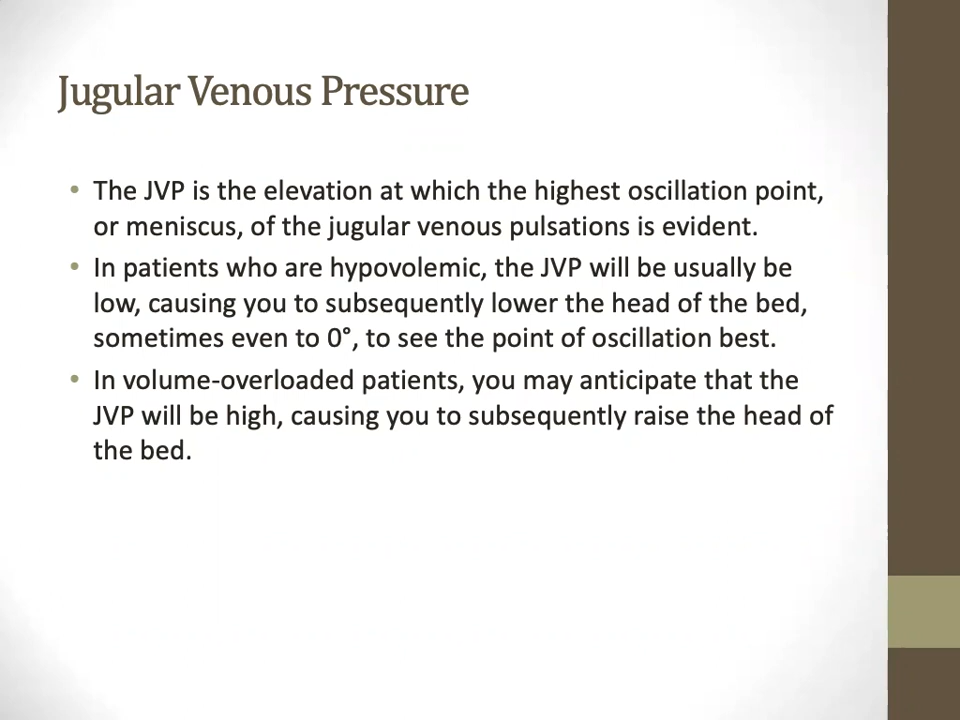 Jugular Venous Pressure
• The JVP is the elevation at which the highest oscillation point,
or meniscus, of the jugular venous pulsations is evident.
• In patients who are hypovolemic, the JVP will be usually be
low, causing you to subsequently lower the head of the bed,
sometimes even to 0°, to see the point of oscillation best.
• In volume-overloaded patients, you may anticipate that the
JVP will be high, causing you to subsequently raise the head of
the bed.